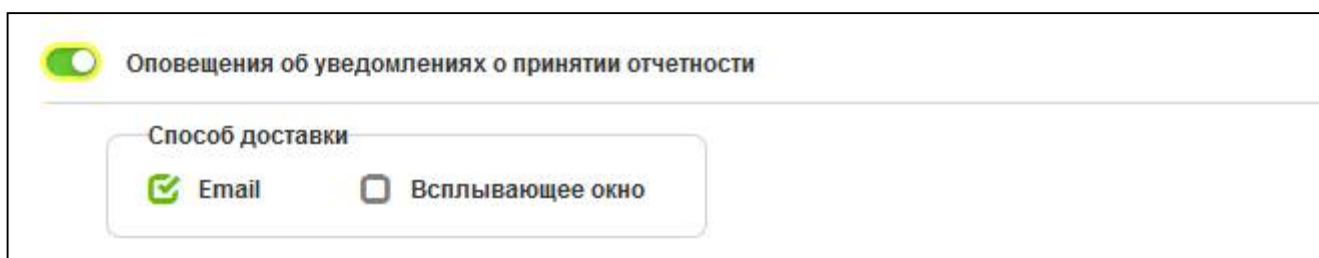 Оповещения об уведомлениях о принятии отчетности
Способ доставки
Email Всплывающее окно